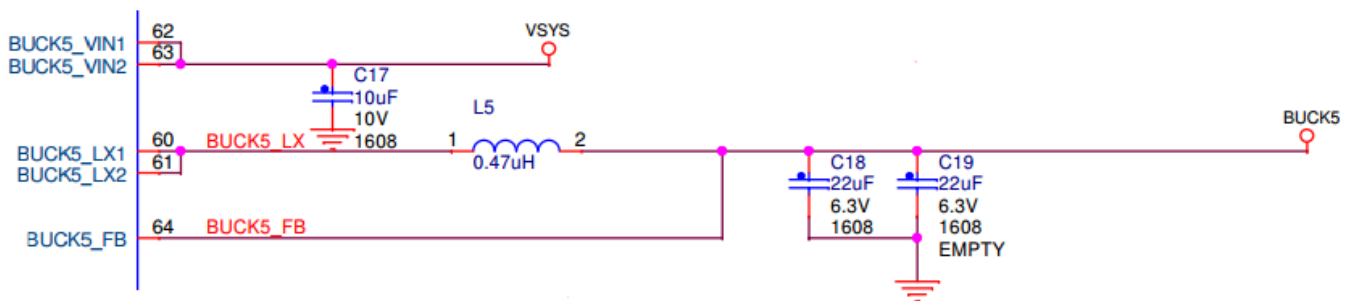 BUCK5_VIN1
62
BUCK5_VIN2
63
VSYS
C17
10uF
10V
1608
L5
0.47uH
1
2
BUCK5_LX1
60
BUCK5_LX
BUCK5_LX2
61
BUCK5
C18
22uF
6.3V
1608
C19
22uF
6.3V
1608
EMPTY
BUCK5_FB
64
BUCK5_FB